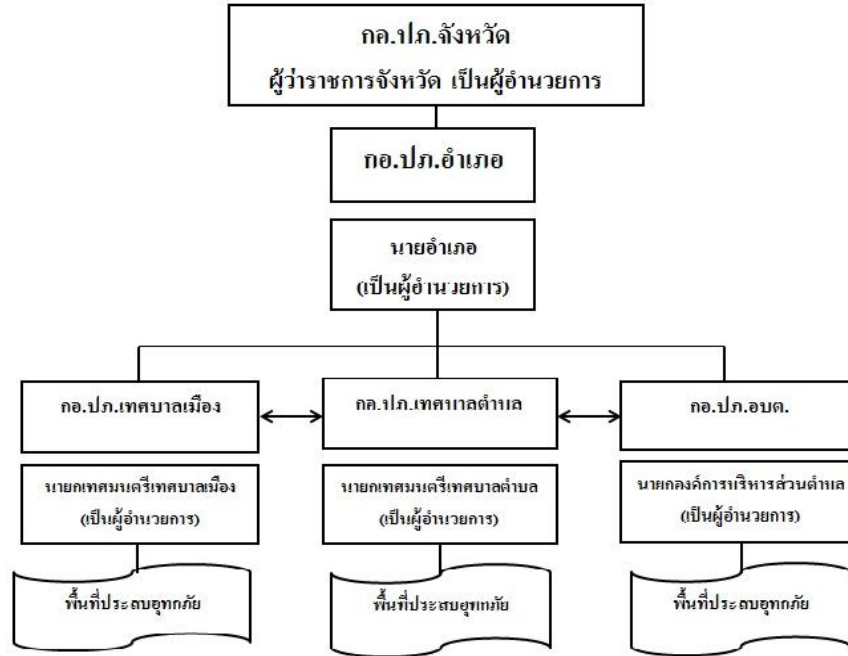 กอ.ปภ.จังหวัด
ผู้ว่าราชการจังหวัด เป็นผู้อำนวยการ
กอ.ปภ.อำเภอ
นายอำเภอ
(เป็นผู้อำนวยการ)
กอ.ปภ.เทศบาลเมือง
กอ.ปภ.เทศบาลตำบล
กอ.ปภ.อบต.
นายกเทศมนตรีเทศบาลเมือง
(เป็นผู้อำนวยการ)
นายกเทศมนตรีเทศบาลตำบล
(เป็นผู้อำนวยการ)
นายกองค์การบริหารส่วนตำบล
(เป็นผู้อำนวยการ)
พื้นที่ประสบอุทกภัย
พื้นที่ประสบอุทกภัย
พื้นที่ประสบอุทกภัย